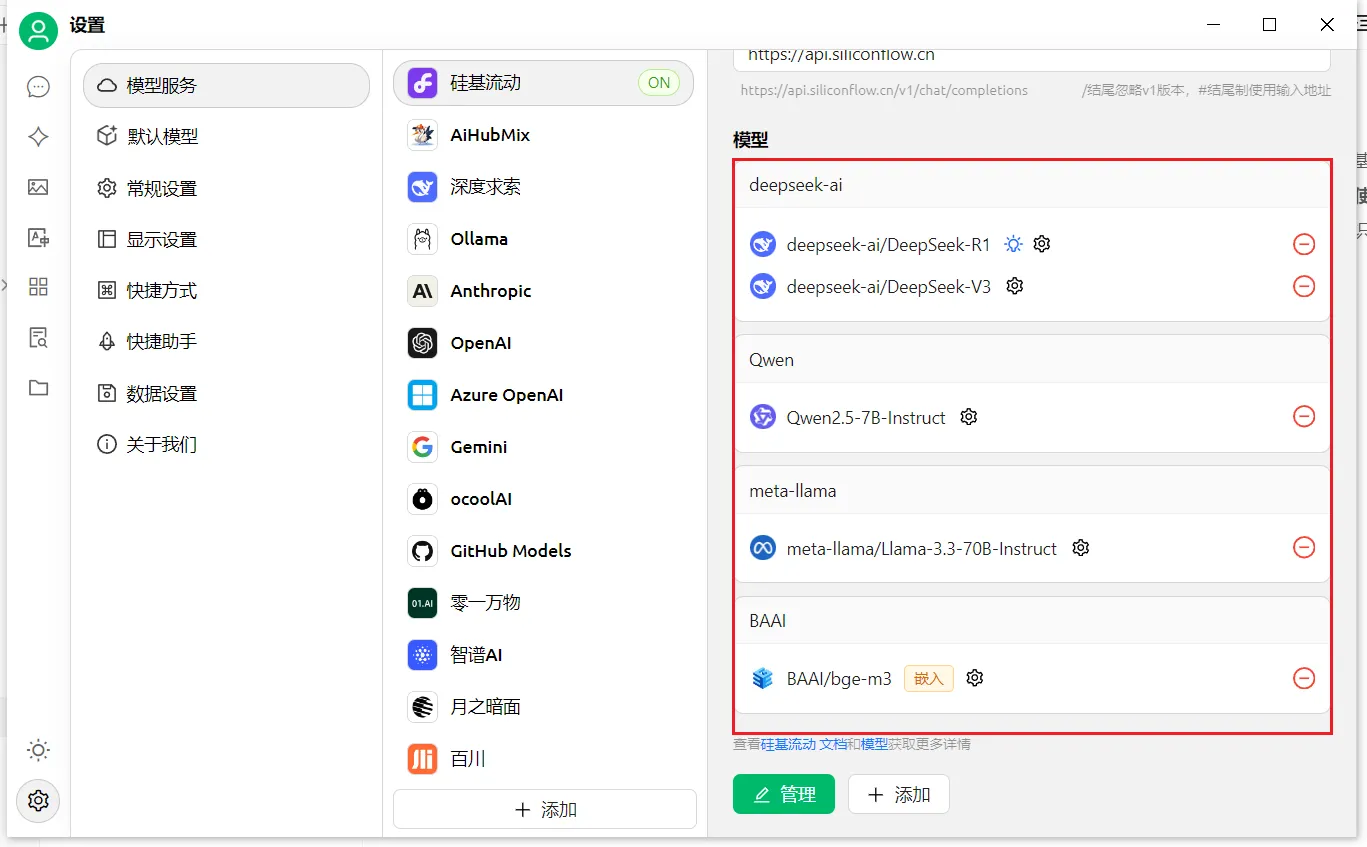 设置
模型服务
默认模型
常规设置
显示设置
快捷方式
快捷助手
数据设置
关于我们
硅基流动 ON
AiHubMix
深度求索
Ollama
Anthropic
OpenAI
Azure OpenAI
Gemini
ocoolAI
GitHub Models
零一万物
智谱AI
月之暗面
百川
添加
https://api.siliconflow.cn
https://api.siliconflow.cn/v1/chat/completions /结尾忽略v1版本，#结尾制使用输入地址
模型
deepseek-ai
deepseek-ai/DeepSeek-R1
deepseek-ai/DeepSeek-V3
Qwen
Qwen2.5-7B-Instruct
meta-llama
meta-llama/Llama-3.3-70B-Instruct
BAAI
BAAI/bge-m3 嵌入
查看硅基流动 文档和模型获取更多详情
管理 添加
01.AI